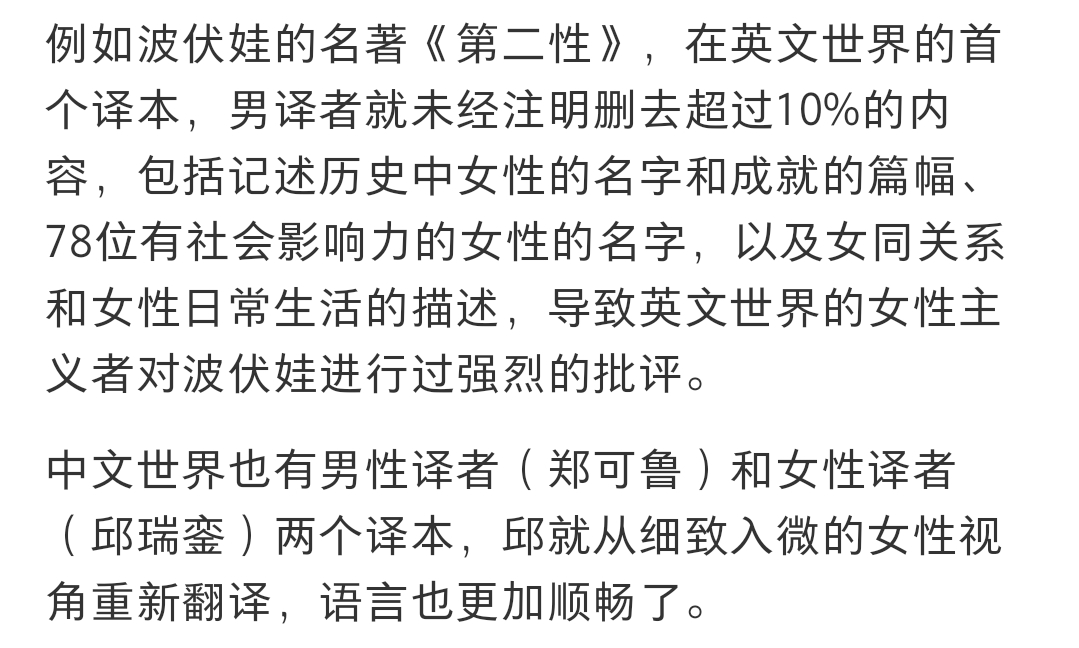 例如波伏娃的名著《第二性》，在英文世界的首
个译本，男译者就未经注明删去超过10%的内
容，包括记述历史中女性的名字和成就的篇幅、
78位有社会影响力的女性的名字，以及女同关系
和女性日常生活的描述，导致英文世界的女性主
义者对波伏娃进行过强烈的批评。
中文世界也有男性译者（郑可鲁）和女性译者
（邱瑞銮）两个译本，邱就从细致入微的女性视
角重新翻译，语言也更加顺畅了。